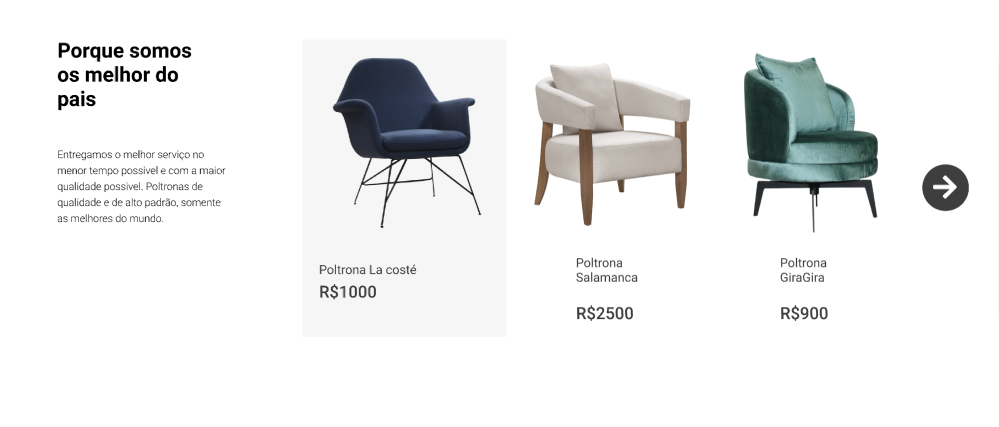 Porque somos
os melhor do
pais
Entregamos o melhor serviço no
menor tempo possivel e com a maior
qualidade possivel. Poltronas de
qualidade e de alto padrão, somente
as melhores do mundo.
Poltrona La costé
R$1000
Poltrona
Salamanca
R$2500
Poltrona
GiraGira
R$900